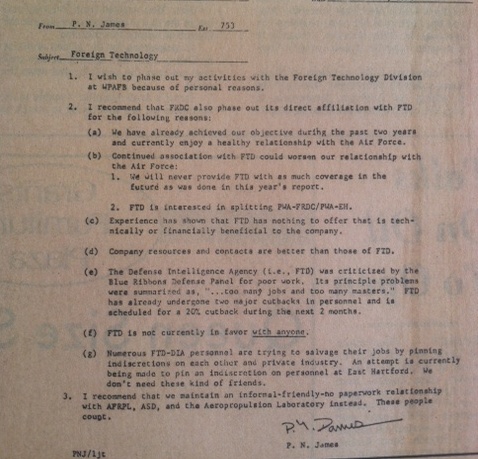 From P. N. James Ext 753
Subject Foreign Technology
1. I wish to phase out my activities with the Foreign Technology Division
at WPAFB because of personal reasons.
2. I recommend that FRDC also phase out its direct affiliation with FTD
for the following reasons:
(a) We have already achieved our objective during the past two years
and currently enjoy a healthy relationship with the Air Force.
(b) Continued association with FTD could worsen our relationship with
the Air Force:
1. We will never provide FTD with as much coverage in the
future as was done in this year's report.
2. FTD is interested in splitting PWA-FRDC/PWA-EH.
(c) Experience has shown that FTD has nothing to offer that is tech-
nically or financially beneficial to the company.
(d) Company resources and contacts are better than those of FTD.
(e) The Defense Intelligence Agency (i.e., FTD) was criticized by the
Blue Ribbons Defense Panel for poor work. Its principle problems
were summarized as, "...too many jobs and too many masters." FTD
has already undergone two major cutbacks in personnel and is
scheduled for a 20% cutback during the next 2 months.
(f) FTD is not currently in favor with anyone.
(g) Numerous FTD-DIA personnel are trying to salvage their jobs by pinning
indiscretions on each other and private industry. An attempt is currently
being made to pin an indiscretion on personnel at East Hartford. We
don't need these kind of friends.
3. I recommend that we maintain an informal-friendly-no paperwork relationship
with AFRPL, ASD, and the Aeropropulsion Laboratory instead. These people
count.
P. N. James
P. N. James
PNJ/ljt